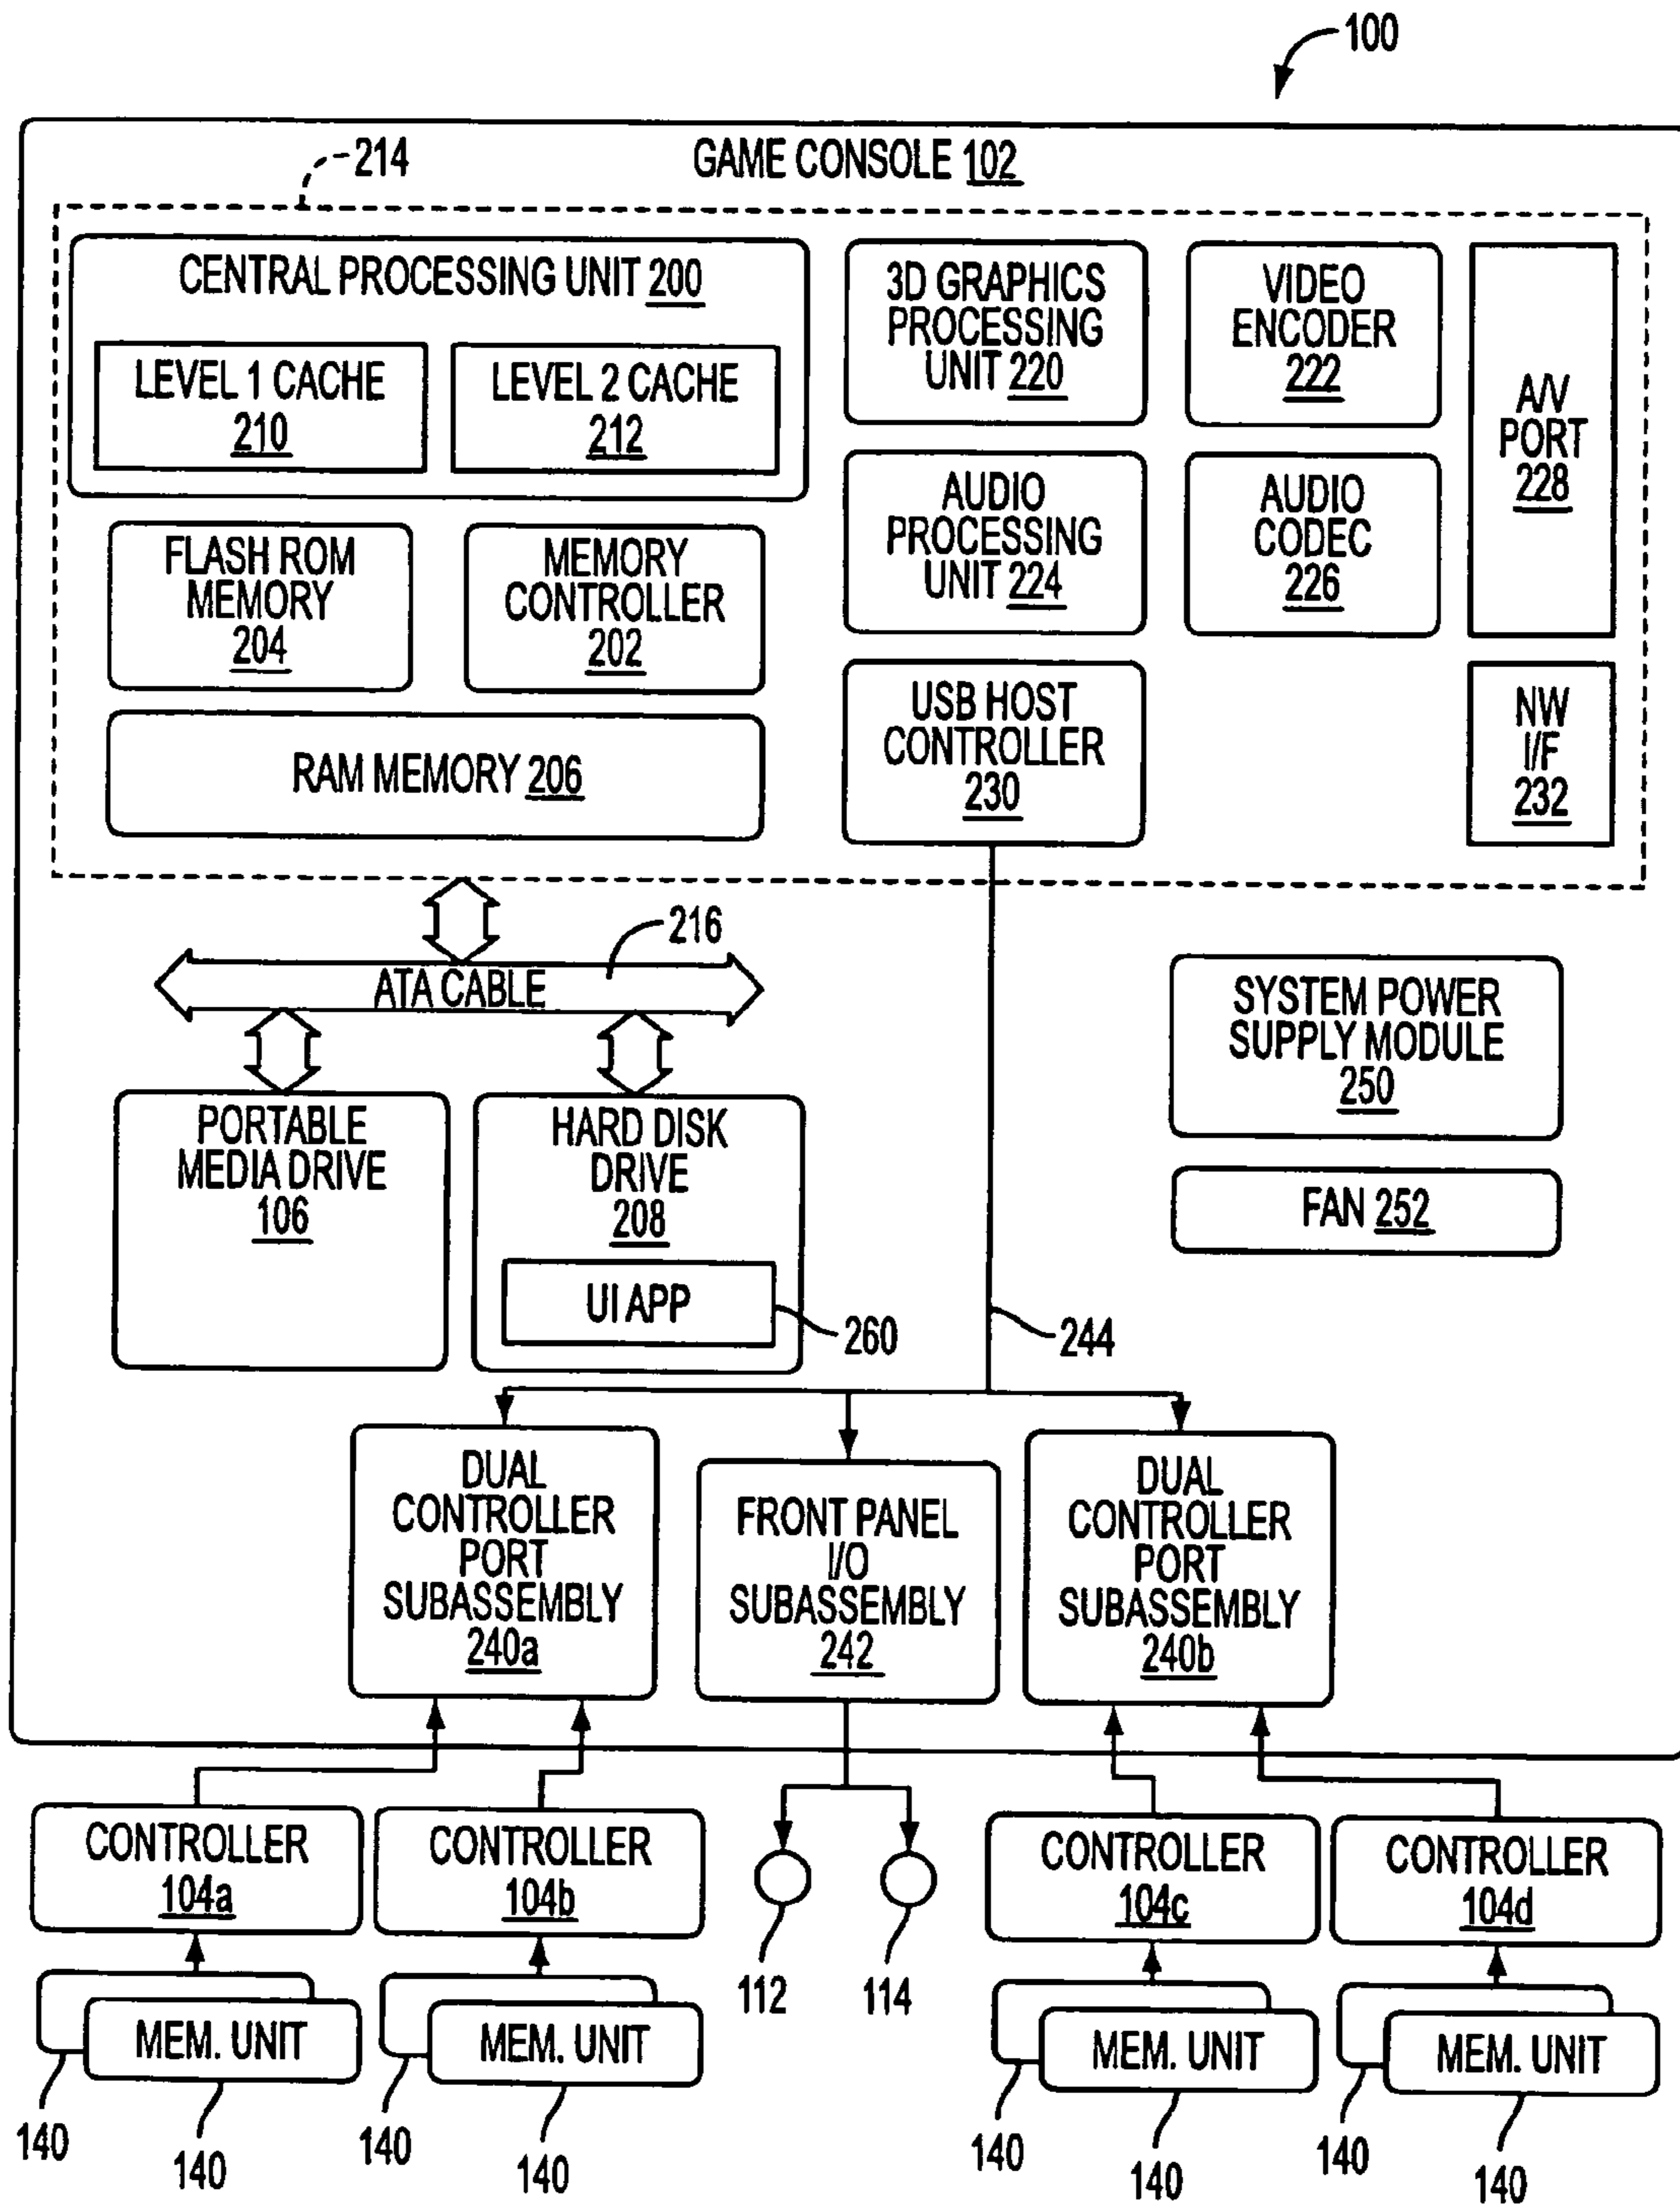 100
GAME CONSOLE 102
214
CENTRAL PROCESSING UNIT 200
LEVEL 1 CACHE
210
LEVEL 2 CACHE
212
3D GRAPHICS
PROCESSING
UNIT 220
VIDEO
ENCODER
222
A/V
PORT
228
FLASH ROM
MEMORY
204
MEMORY
CONTROLLER
202
AUDIO
PROCESSING
UNIT 224
AUDIO
CODEC
226
RAM MEMORY 206
USB HOST
CONTROLLER
230
NW
I/F
232
216
ATA CABLE
SYSTEM POWER
SUPPLY MODULE
250
PORTABLE
MEDIA DRIVE
106
HARD DISK
DRIVE
208
UI APP
260
FAN 252
244
DUAL
CONTROLLER
PORT
SUBASSEMBLY
240a
FRONT PANEL
I/O
SUBASSEMBLY
242
DUAL
CONTROLLER
PORT
SUBASSEMBLY
240b
CONTROLLER
104a
CONTROLLER
104b
CONTROLLER
104c
CONTROLLER
104d
112
114
MEM. UNIT
MEM. UNIT
MEM. UNIT
MEM. UNIT
140
140
140
140
140
140
140
140